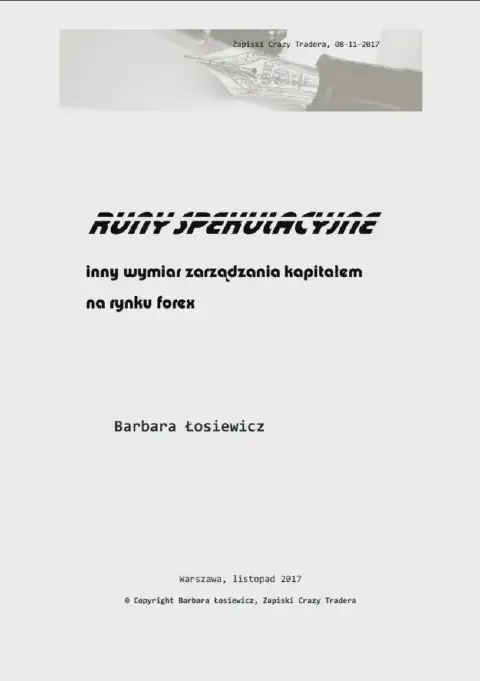 Zapiski Crazy Tradera, 08-11-2017
RUNY SPEKULACYJNE
inny wymiar zarządzania kapitałem
na rynku forex
Barbara Łosiewicz
Warszawa, listopad 2017
© Copyright Barbara Łosiewicz, Zapiski Crazy Tradera